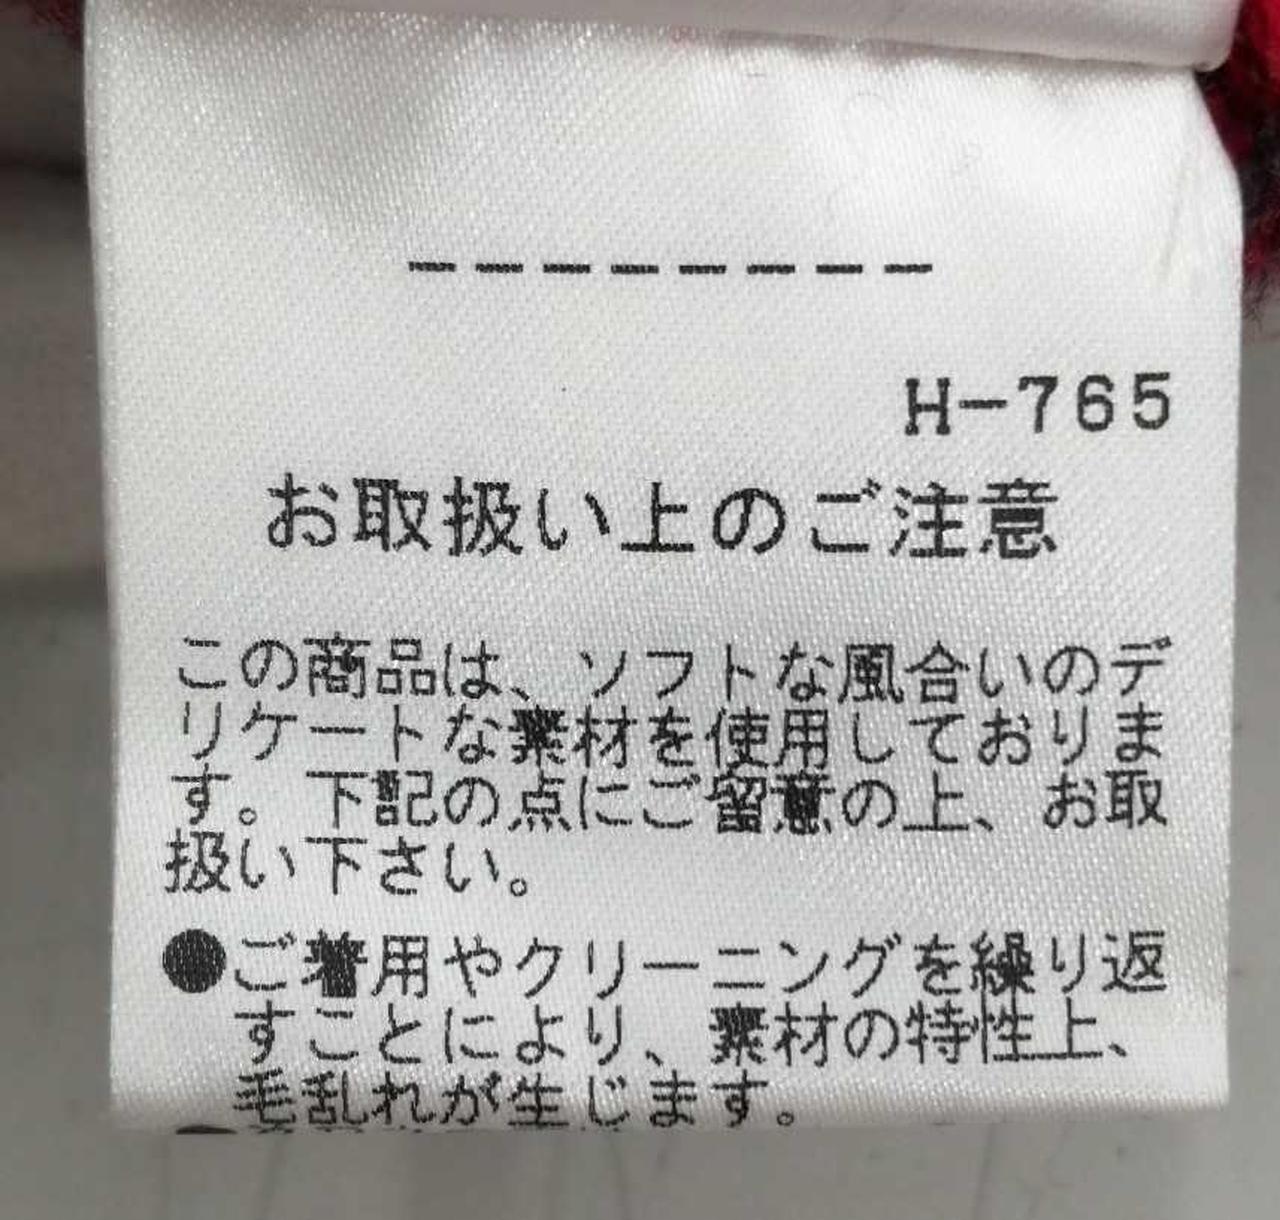 --------
H-765
お取扱い上のご注意
この商品は、ソフトな風合いのデ
リケートな素材を使用しておりま
す。下記の点にご留意の上、お取
扱い下さい。
●ご着用やクリーニングを繰り返
すことにより、素材の特性上、
毛乱れが生じます。